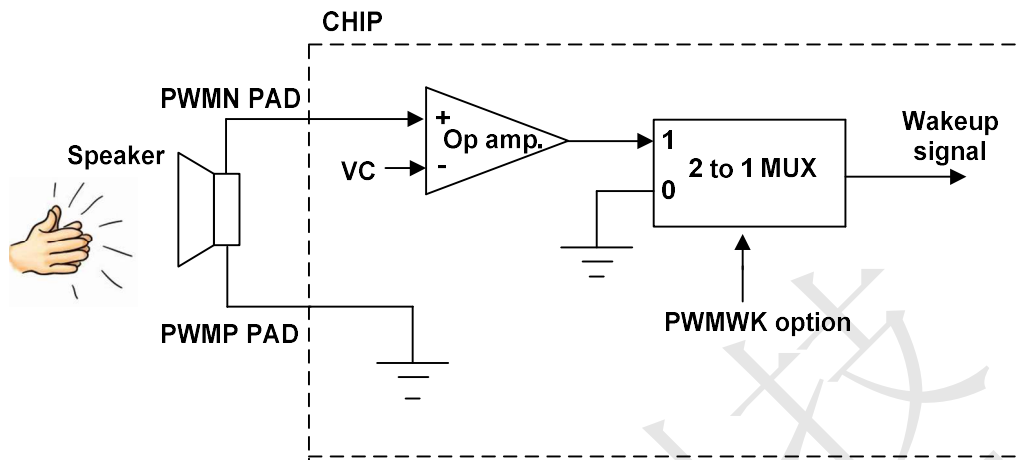 CHIP
PWMN PAD
Speaker
+
Op amp.
VC
-
1
2 to 1 MUX
0
Wakeup
signal
PWMWK option
PWMP PAD